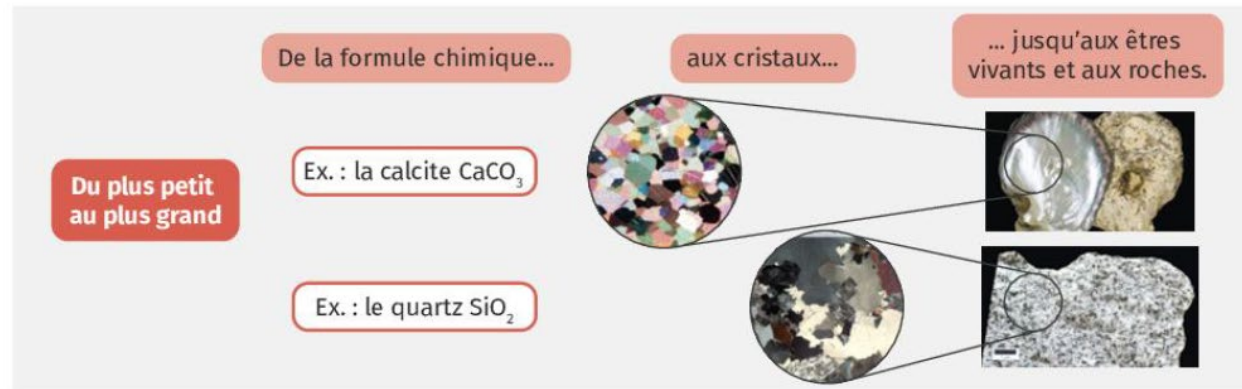 De la formule chimique...
aux cristaux...
... jusqu'aux êtres
vivants et aux roches.
Du plus petit
au plus grand
Ex. : la calcite CaCO₃
Ex. : le quartz SiO₂